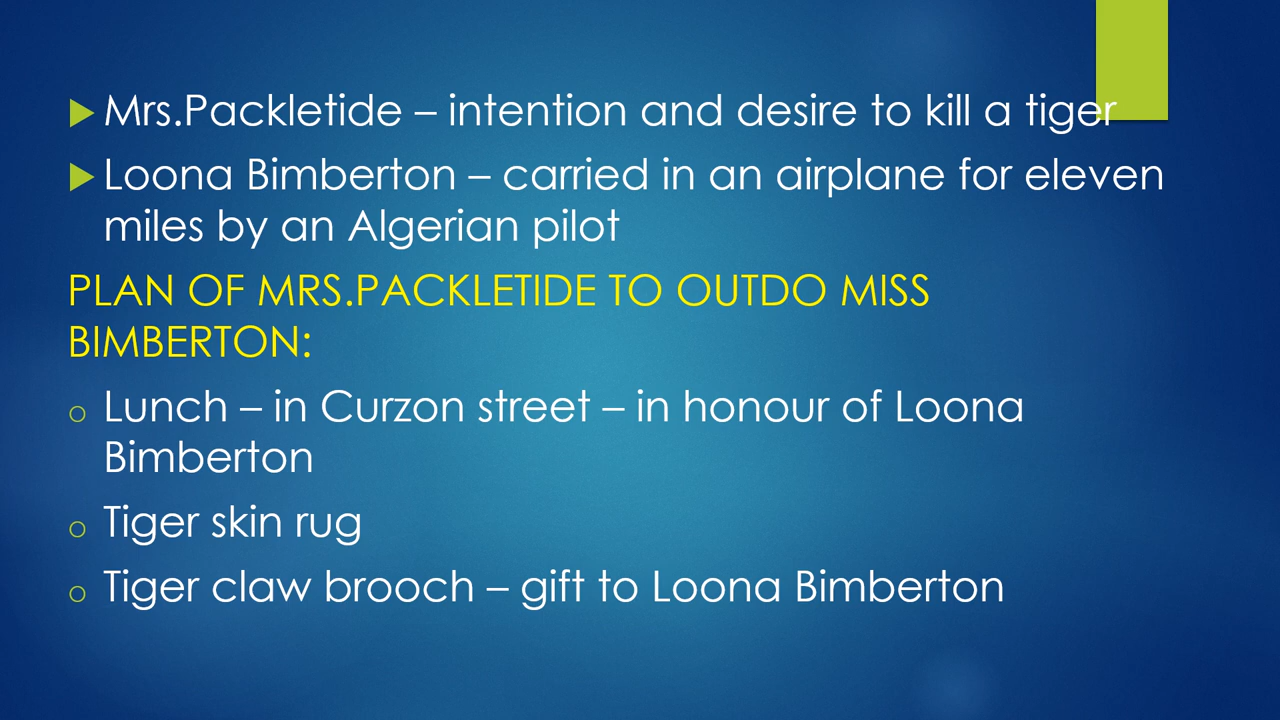 Mrs.Packletide – intention and desire to kill a tiger
Loona Bimberton – carried in an airplane for eleven
miles by an Algerian pilot
PLAN OF MRS.PACKLETIDE TO OUTDO MISS
BIMBERTON:
Lunch – in Curzon street – in honour of Loona
Bimberton
Tiger skin rug
Tiger claw brooch – gift to Loona Bimberton